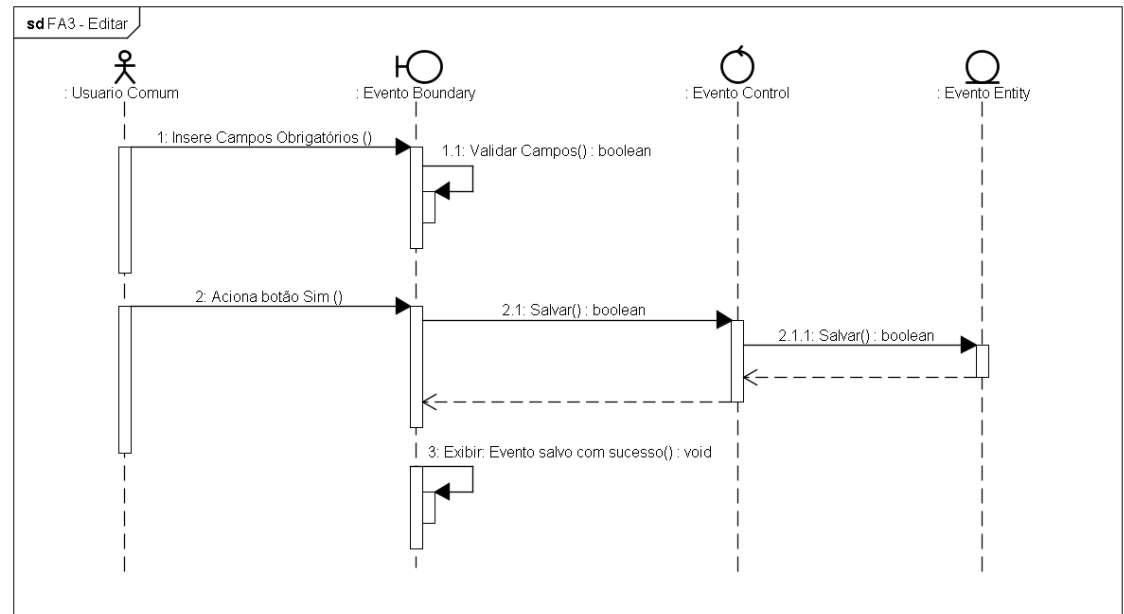 sd FA3 - Editar
: Usuario Comum
: Evento Boundary
: Evento Control
: Evento Entity
1: Insere Campos Obrigatórios ()
1.1: Validar Campos() : boolean
2: Aciona botão Sim ()
2.1: Salvar() : boolean
2.1.1: Salvar() : boolean
3: Exibir: Evento salvo com sucesso() : void